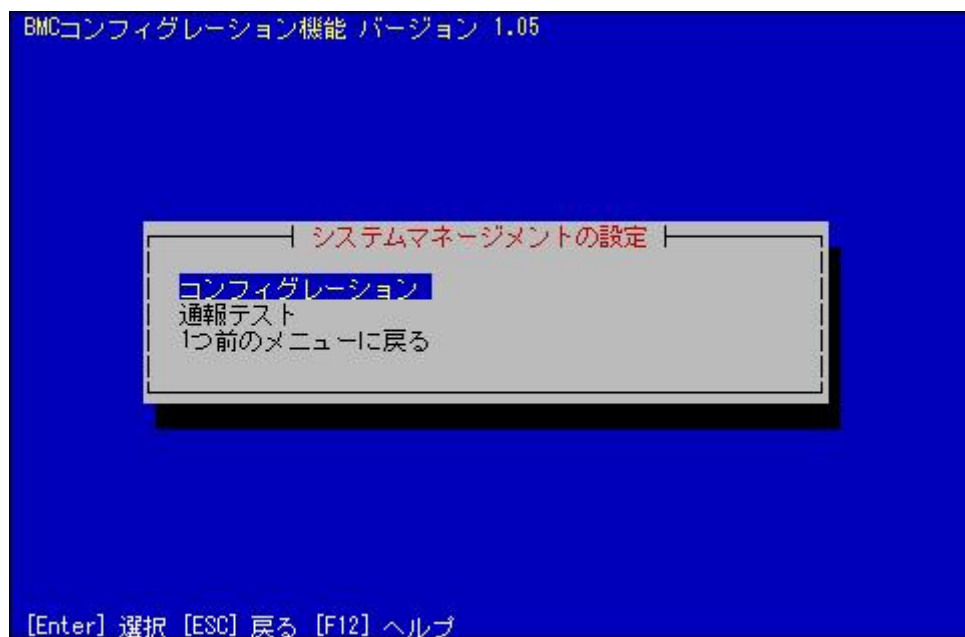 BMCコンフィグレーション機能 バージョン 1.05
システムマネージメントの設定
コンフィグレーション
通報テスト
1つ前のメニューに戻る
[Enter] 選択 [ESC] 戻る [F12] ヘルプ